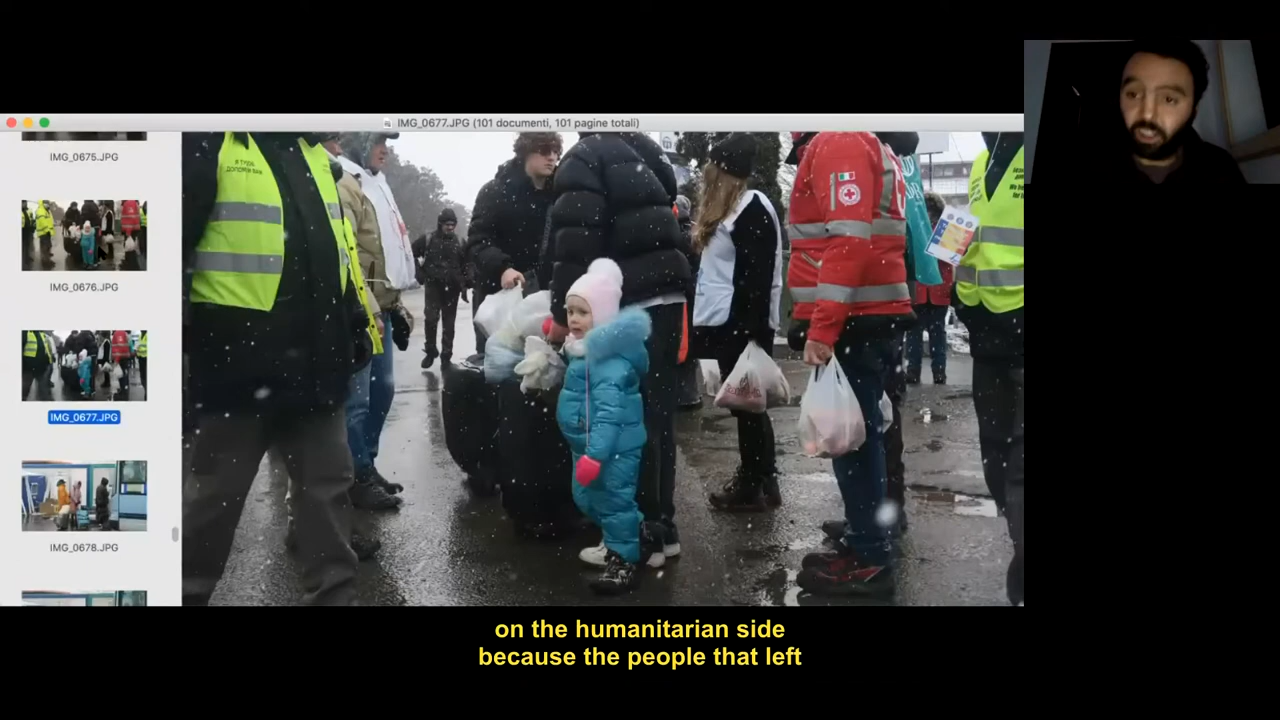 IMG_0677.JPG (101 documenti, 101 pagine totali)
IMG_0675.JPG
IMG_0676.JPG
IMG_0677.JPG
IMG_0678.JPG
on the humanitarian side
because the people that left